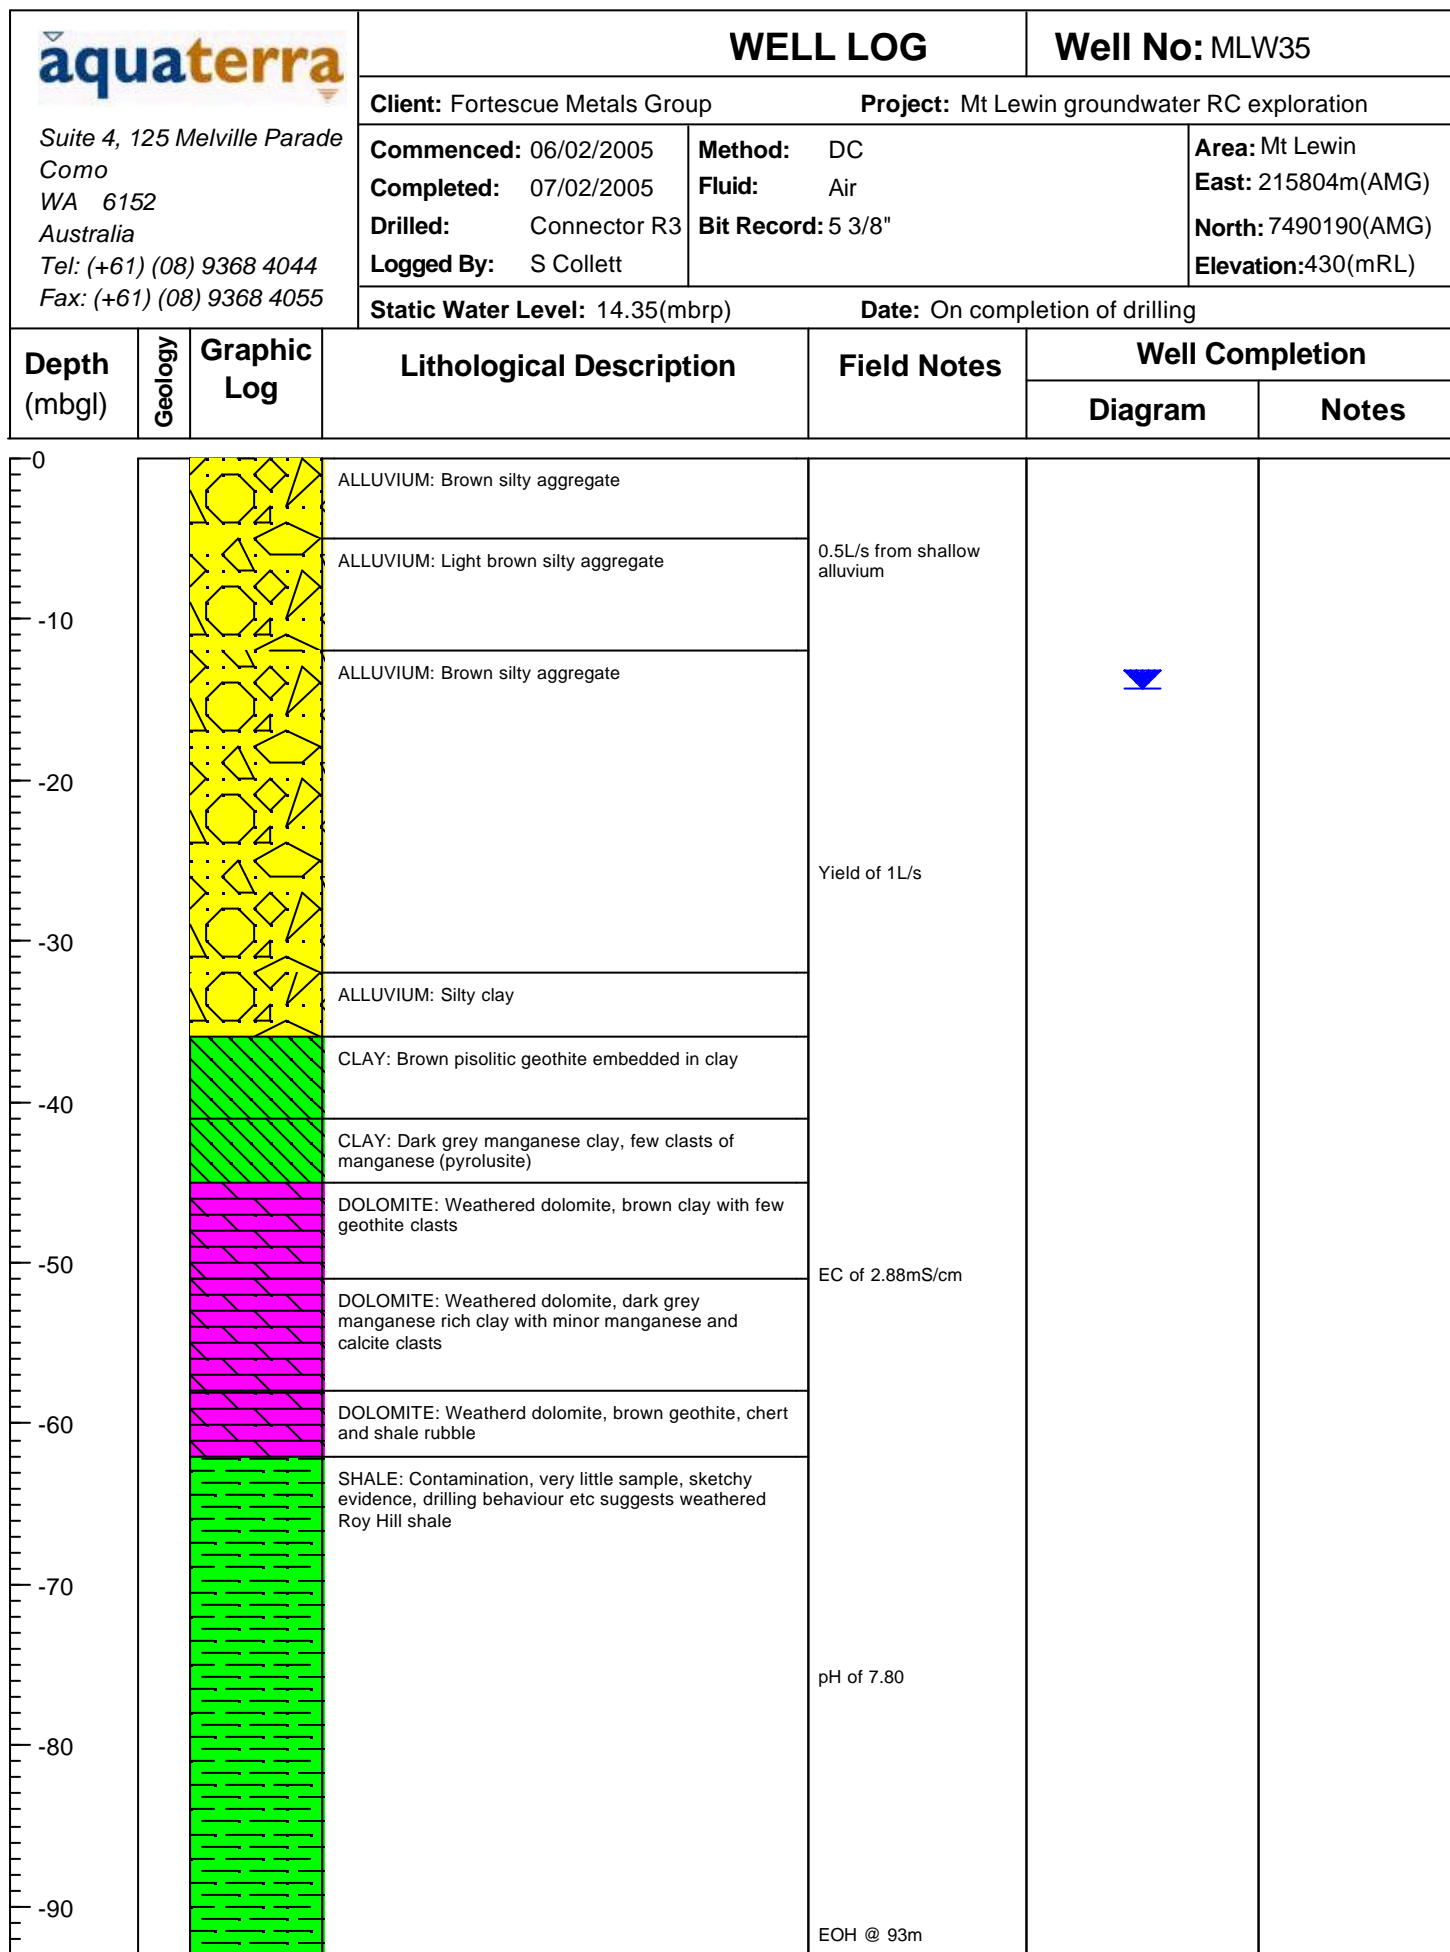 aquaterra
Suite 4, 125 Melville Parade
Como
WA 6152
Australia
Tel: (+61) (08) 9368 4044
Fax: (+61) (08) 9368 4055
WELL LOG
Well No: MLW35
Client: Fortescue Metals Group
Project: Mt Lewin groundwater RC exploration
Commenced: 06/02/2005
Completed: 07/02/2005
Drilled: Connector R3
Logged By: S Collett
Method: DC
Fluid: Air
Bit Record: 5 3/8"
Area: Mt Lewin
East: 215804m(AMG)
North: 7490190(AMG)
Elevation:430(mRL)
Static Water Level: 14.35(mbrp)
Date: On completion of drilling
Depth
(mbgl)
Geology
Graphic
Log
Lithological Description
Field Notes
Well Completion
Diagram
Notes
0
ALLUVIUM: Brown silty aggregate
0.5L/s from shallow
alluvium
ALLUVIUM: Light brown silty aggregate
-10
ALLUVIUM: Brown silty aggregate
-20
Yield of 1L/s
-30
ALLUVIUM: Silty clay
CLAY: Brown pisolitic geothite embedded in clay
-40
CLAY: Dark grey manganese clay, few clasts of
manganese (pyrolusite)
DOLOMITE: Weathered dolomite, brown clay with few
geothite clasts
-50
EC of 2.88mS/cm
DOLOMITE: Weathered dolomite, dark grey
manganese rich clay with minor manganese and
calcite clasts
DOLOMITE: Weatherd dolomite, brown geothite, chert
and shale rubble
-60
SHALE: Contamination, very little sample, sketchy
evidence, drilling behaviour etc suggests weathered
Roy Hill shale
-70
pH of 7.80
-80
-90
EOH @ 93m